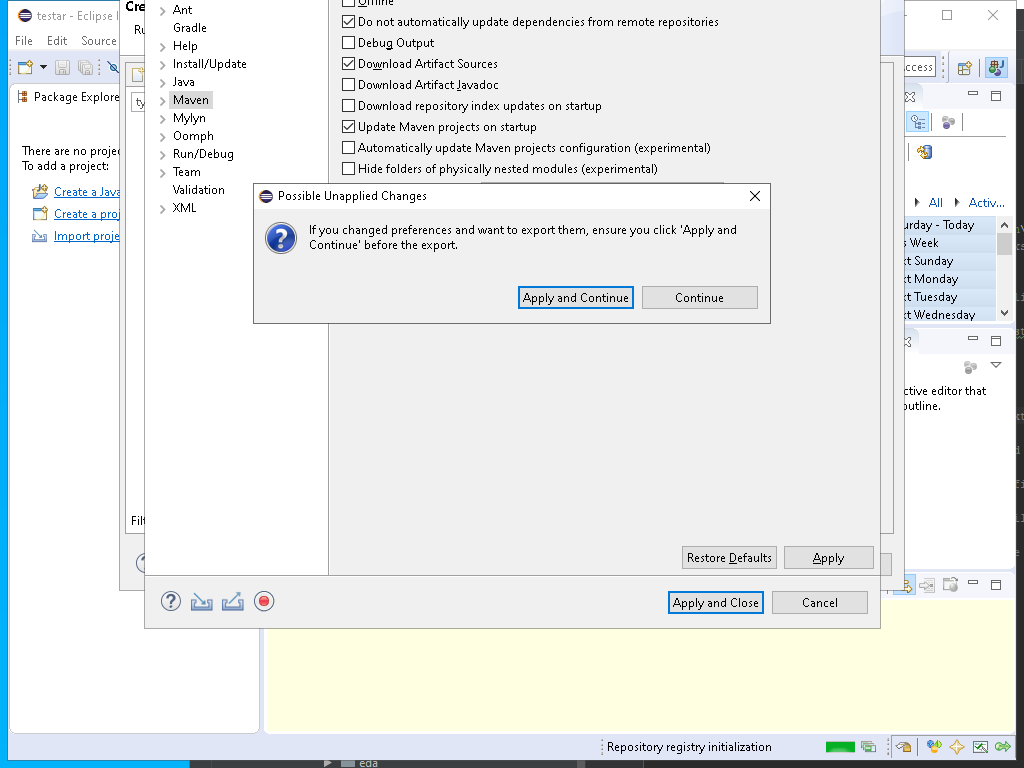 testar - Eclipse I
Cre
File Edit Source
Ru
Package Explore
There are no projec
To add a project:
Create a Java
Create a proj
Import proje
ty
Filt
Ant
Gradle
Help
Install/Update
Java
Maven
Mylyn
Oomph
Run/Debug
Team
Validation
XML
Offline
Do not automatically update dependencies from remote repositories
Debug Output
Download Artifact Sources
Download Artifact Javadoc
Download repository index updates on startup
Update Maven projects on startup
Automatically update Maven projects configuration (experimental)
Hide folders of physically nested modules (experimental)
Possible Unapplied Changes
If you changed preferences and want to export them, ensure you click 'Apply and
Continue' before the export.
Apply and Continue
Continue
Restore Defaults
Apply
Apply and Close
Cancel
ccess
All
Activ...
urday - Today
s Week
xt Sunday
xt Monday
xt Tuesday
xt Wednesday
ctive editor that
outline.
Repository registry initialization
eda